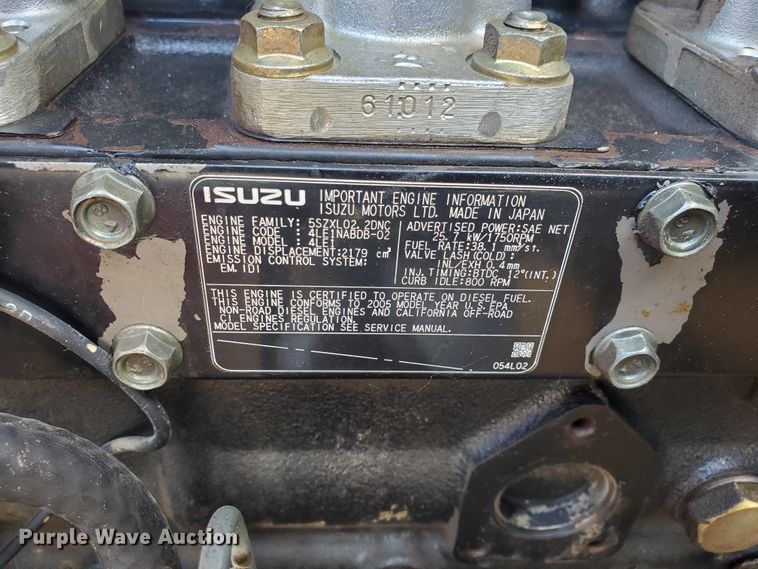 61012
ISUZU IMPORTANT ENGINE INFORMATION
ISUZU MOTORS LTD. MADE IN JAPAN
ENGINE FAMILY: 5SZXL02.2DNC
ENGINE CODE : 4LE1NABDB-02
ENGINE MODEL : 4LE1
ENGINE DISPLACEMENT:2179 cm³
EMISSION CONTROL SYSTEM:
EM, IDI
ADVERTISED POWER:SAE NET
25.7 kW/1750RPM
FUEL RATE:38.1 mm³/st.
VALVE LASH(COLD):
INL/EXH 0.4mm
INJ.TIMING:BTDC 12°(INT.)
CURB IDLE:800 RPM
THIS ENGINE IS CERTIFIED TO OPERATE ON DIESEL FUEL.
THIS ENGINE CONFORMS TO 2005 MODEL YEAR U.S.EPA
NON-ROAD DIESEL ENGINES AND CALIFORNIA OFF-ROAD
CI ENGINES REGULATION.
MODEL SPECIFICATION SEE SERVICE MANUAL.
054L02
Purple Wave Auction